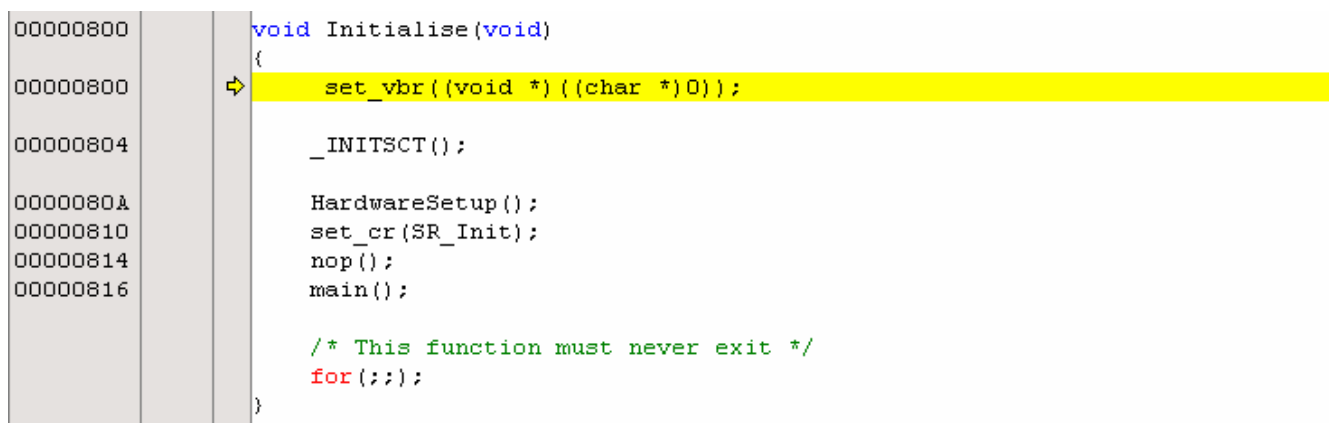 00000800 void Initialise(void)
{
00000800 set_vbr((void *)((char *)0));
00000804 _INITSCT();
0000080A HardwareSetup();
00000810 set_cr(SR_Init);
00000814 nop();
00000816 main();
/* This function must never exit */
for(;;);
}